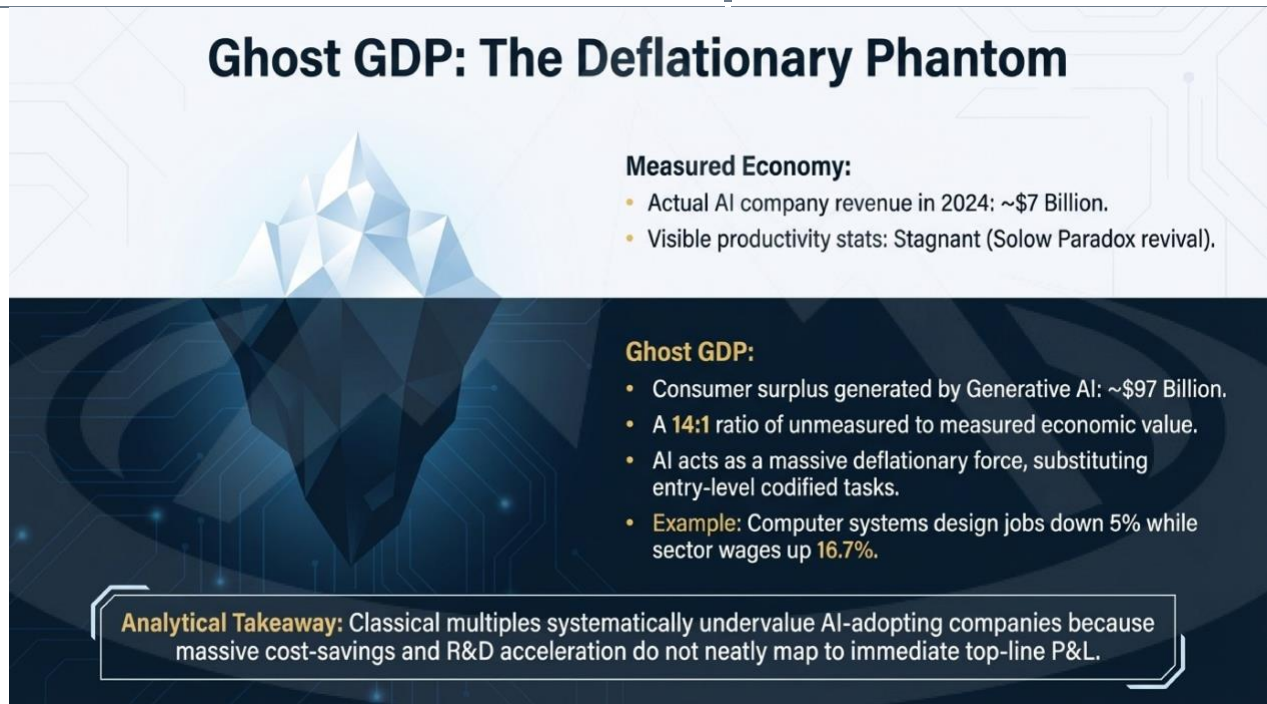 Ghost GDP: The Deflationary Phantom
Measured Economy:
• Actual AI company revenue in 2024: ~$7 Billion.
• Visible productivity stats: Stagnant (Solow Paradox revival).
Ghost GDP:
• Consumer surplus generated by Generative AI: ~$97 Billion.
• A 14:1 ratio of unmeasured to measured economic value.
• AI acts as a massive deflationary force, substituting
entry-level codified tasks.
• Example: Computer systems design jobs down 5% while
sector wages up 16.7%.
Analytical Takeaway: Classical multiples systematically undervalue AI-adopting companies because
massive cost-savings and R&D acceleration do not neatly map to immediate top-line P&L.